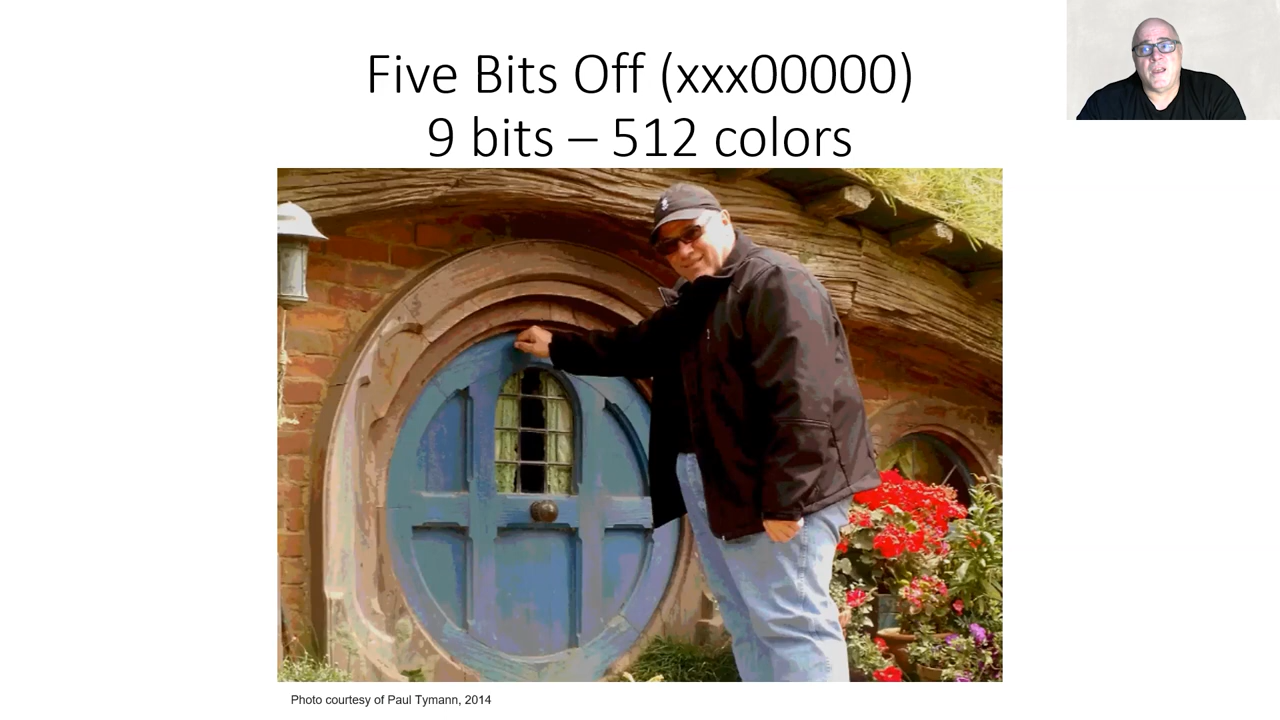 Five Bits Off (xxx00000)
9 bits – 512 colors
Photo courtesy of Paul Tymann, 2014